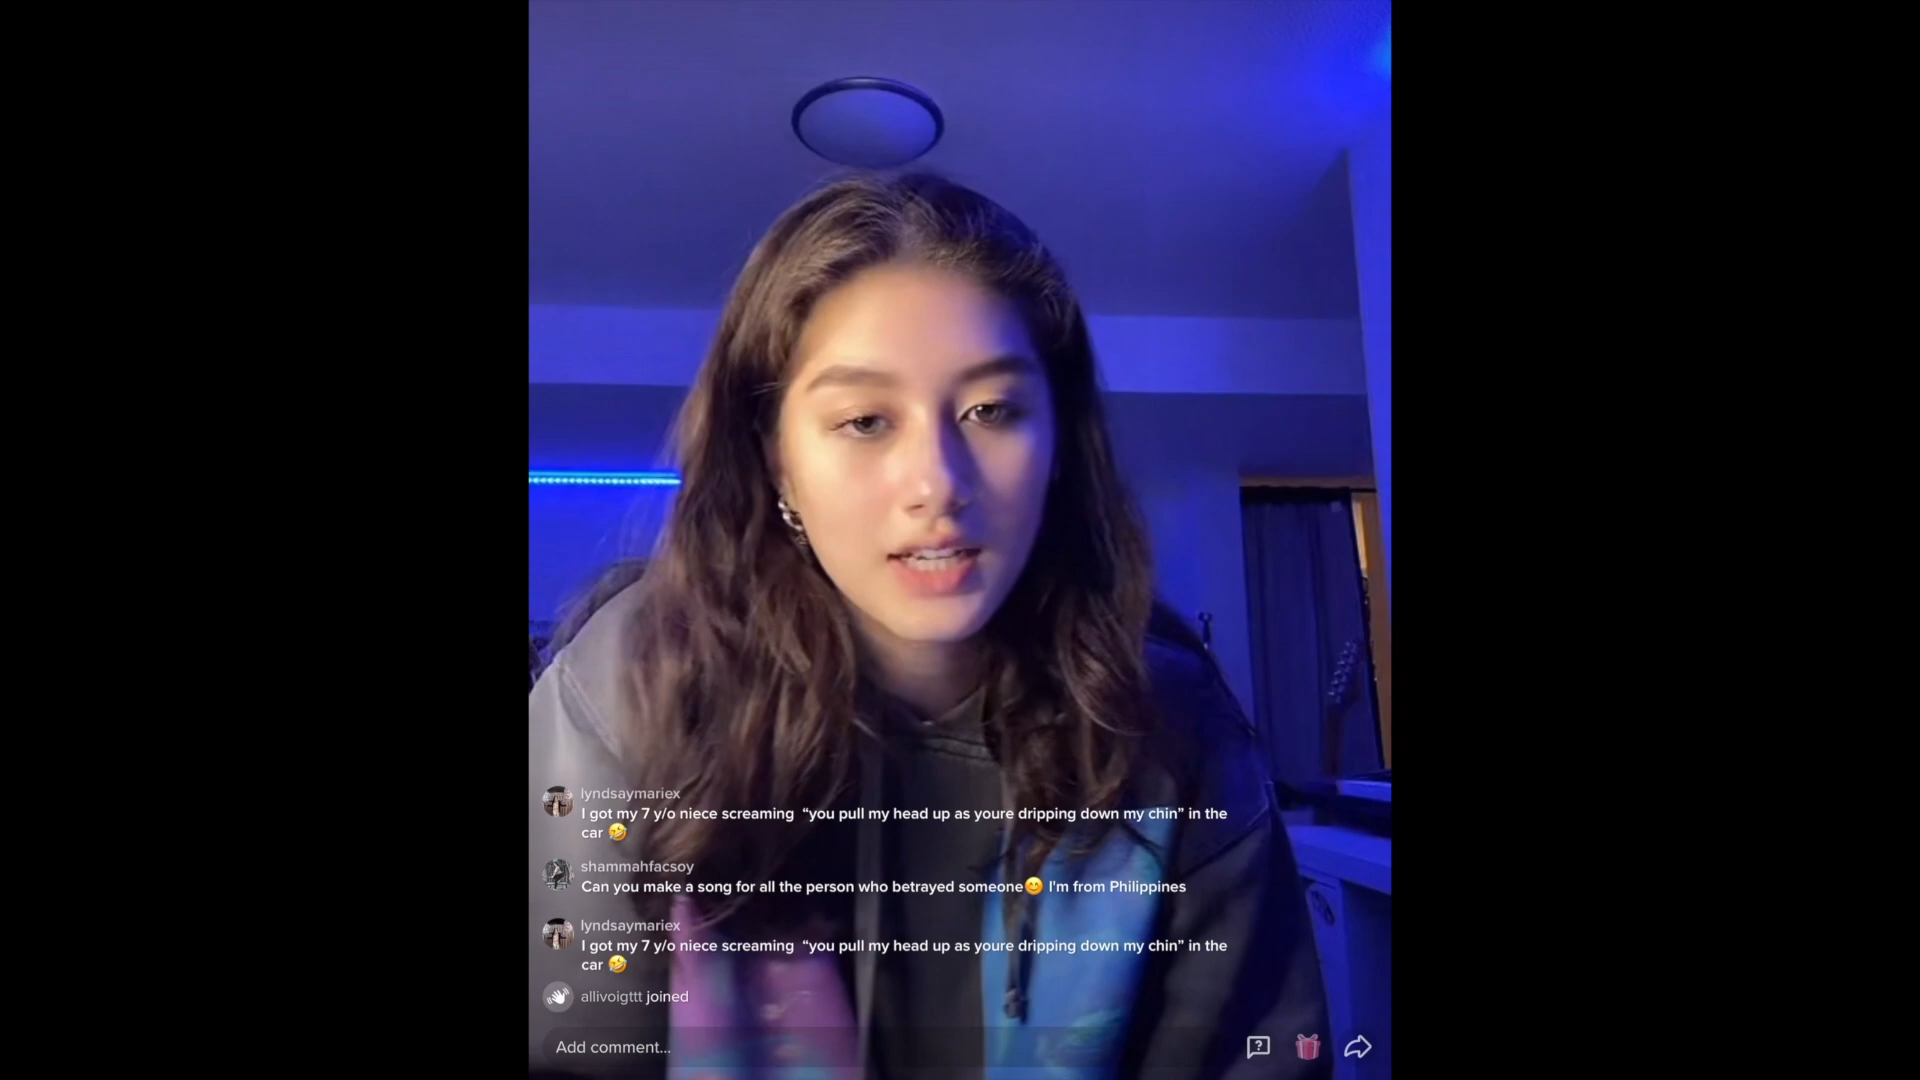 lyndsaymariex
I got my 7 y/o niece screaming  “you pull my head up as youre dripping down my chin” in the
car 🤣
shammahfacsoy
Can you make a song for all the person who betrayed someone😊 I'm from Philippines
lyndsaymariex
I got my 7 y/o niece screaming  “you pull my head up as youre dripping down my chin” in the
car 🤣
allivoigttt joined
Add comment...